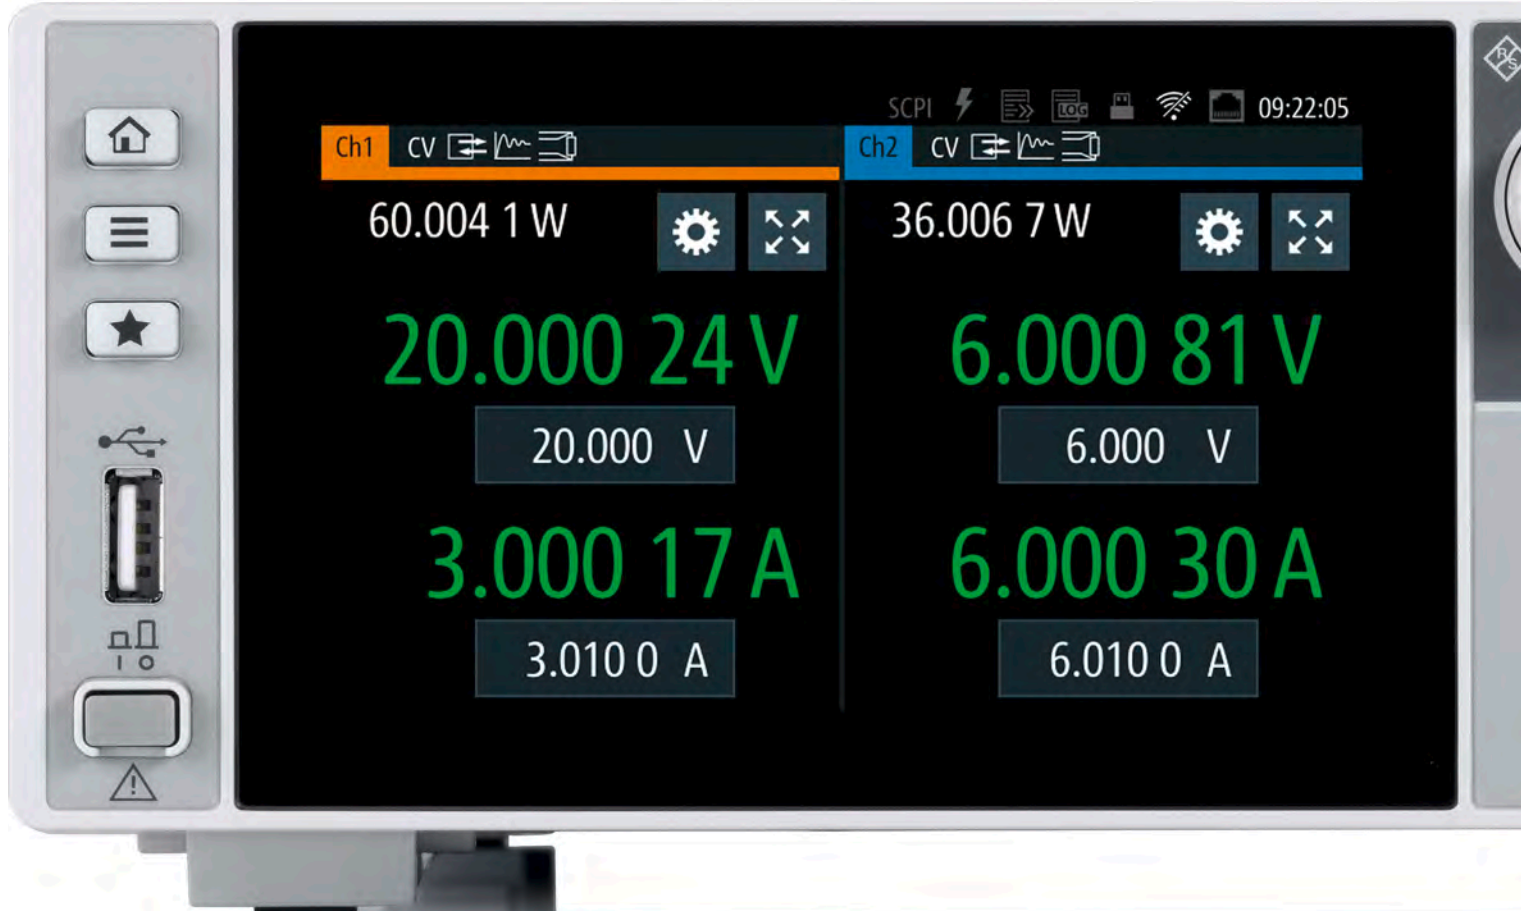 SCPI LOG 09:22:05
Ch1 CV
60.004 1 W
20.000 24 V
20.000 V
3.000 17 A
3.010 0 A
Ch2 CV
36.006 7 W
6.000 81 V
6.000 V
6.000 30 A
6.010 0 A
R&S